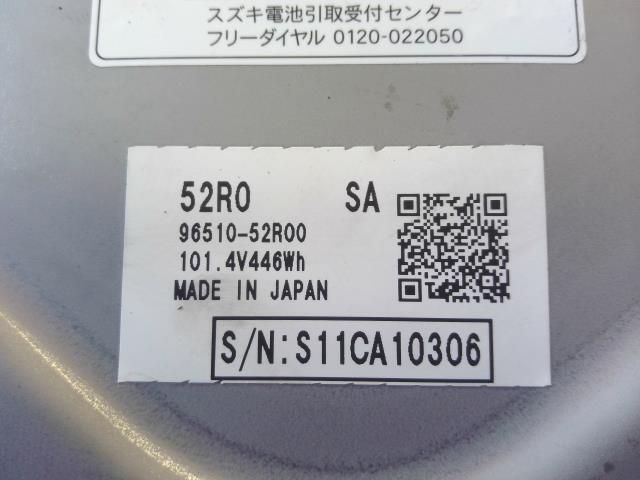 スズキ電池引取受付センター
フリーダイヤル 0120-022050
52R0 SA
96510-52R00
101.4V446Wh
MADE IN JAPAN
S/N:S11CA10306